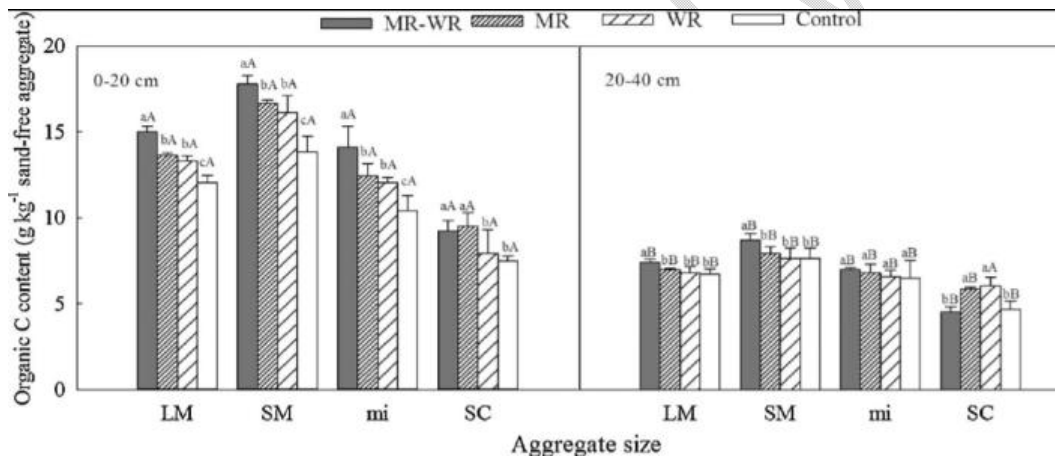 MR-WR MR WR Control
Organic C content (g kg⁻¹ sand-free aggregate)
20
15
10
5
0
0-20 cm
aA bA bA cA
aA bA bA cA
aA bA bA cA
aA aA bA bA
20-40 cm
aB bB bB bB
aB bB bB bB
aB aB aB aB
bB aB aA bB
LM SM mi SC LM SM mi SC
Aggregate size